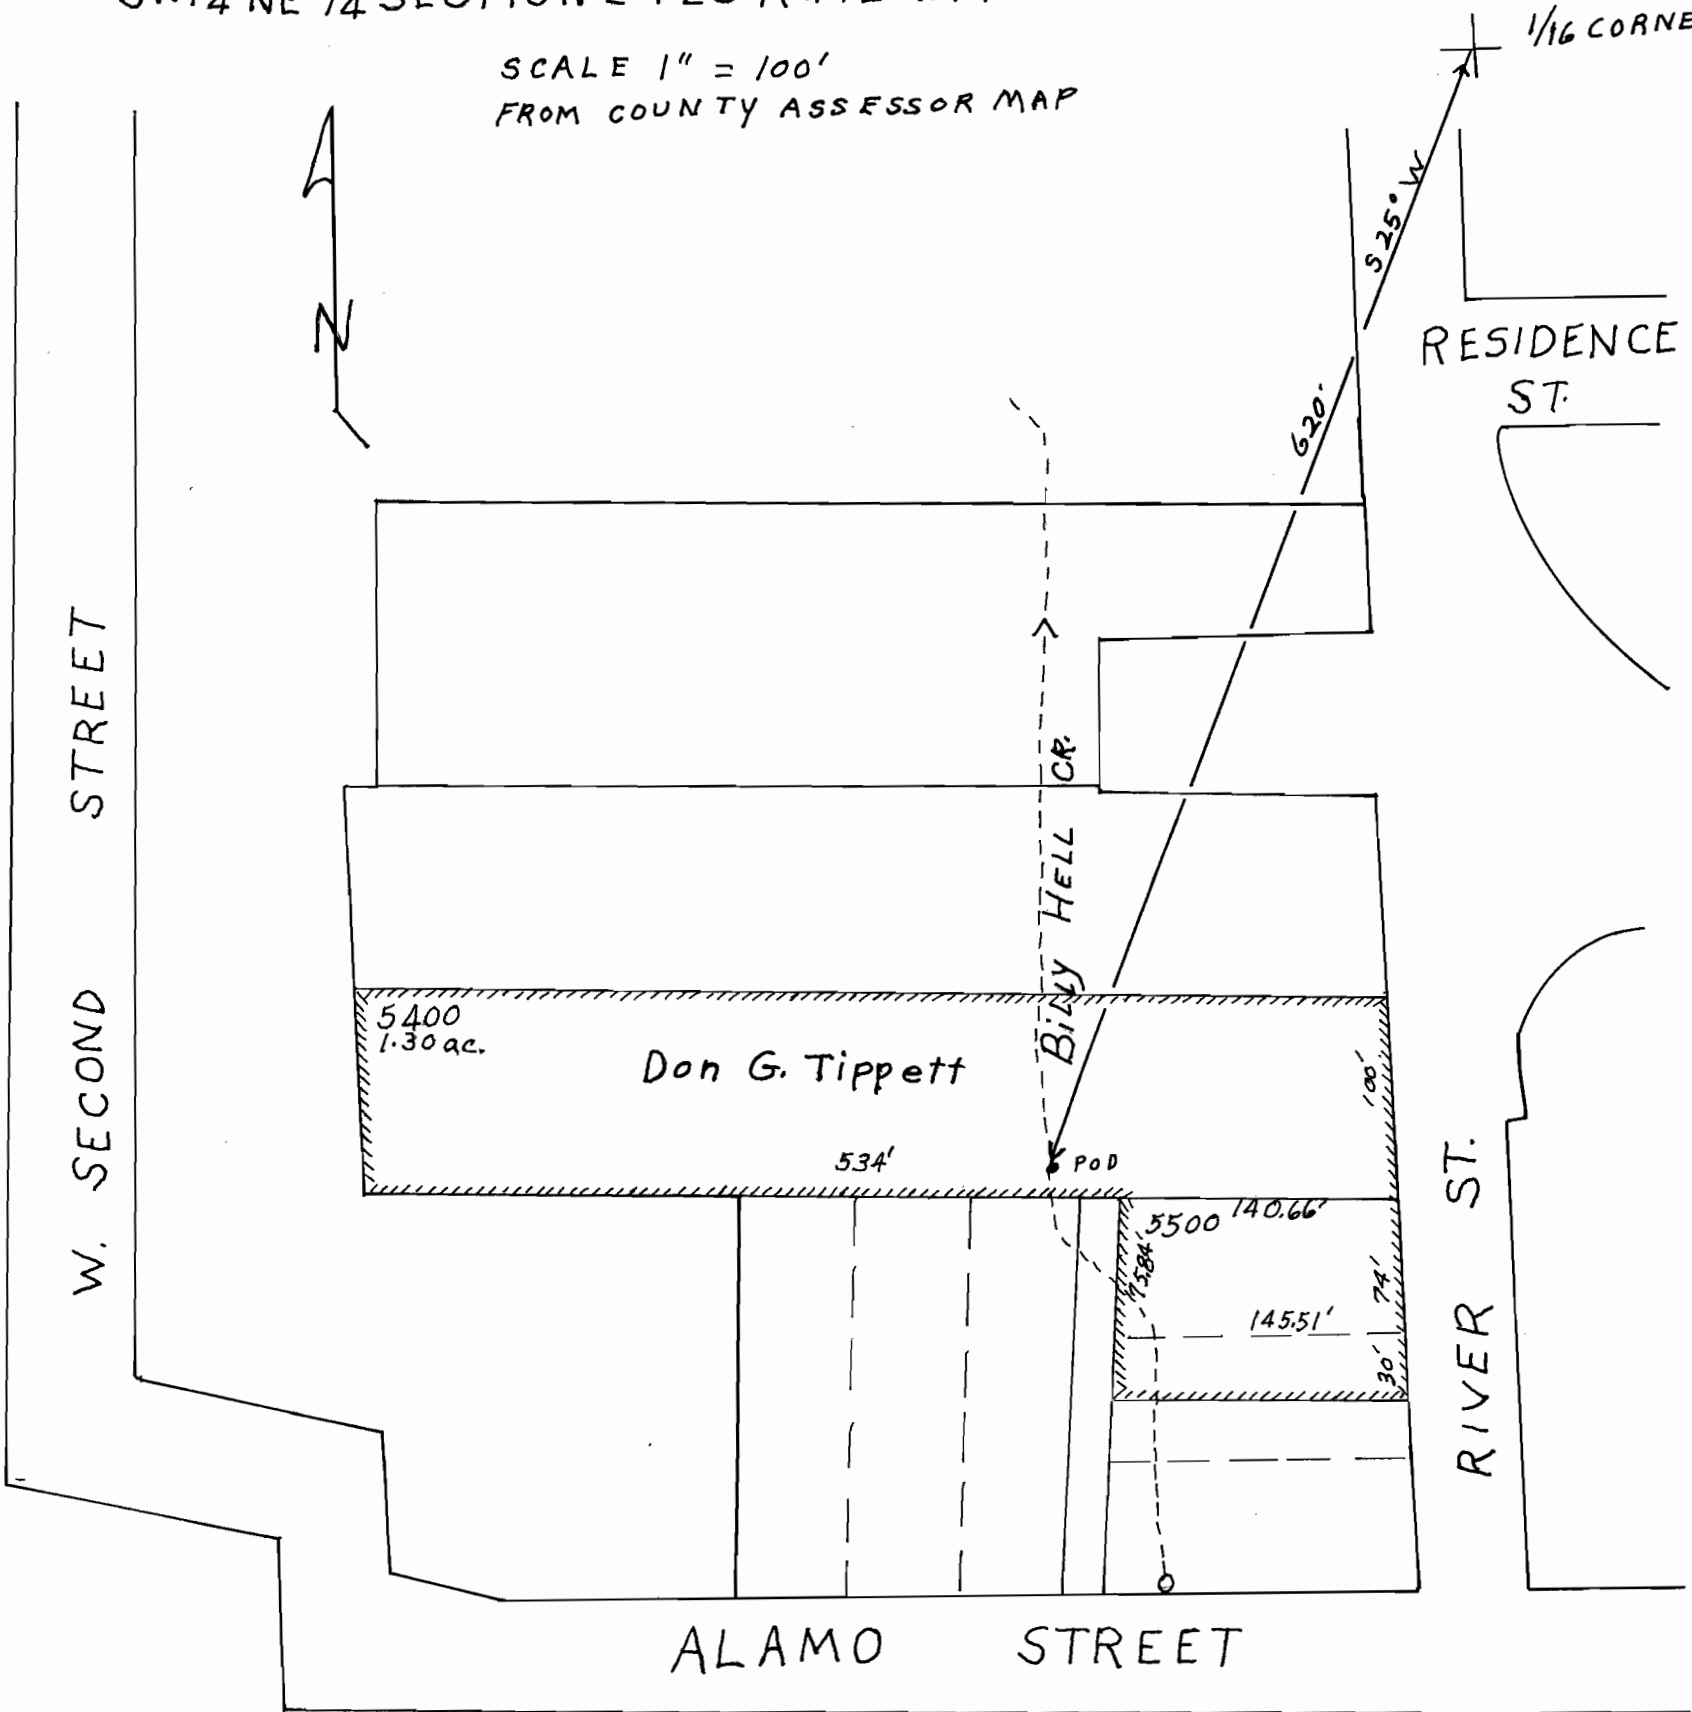 1/16 CORNE
SCALE 1" = 100'
FROM COUNTY ASSESSOR MAP
S 25° W
N
RESIDENCE
ST.
620'
W. SECOND STREET
BILLY HELL CR.
5400
1.30 ac.
Don G. Tippett
100'
534'
POD
5500
140.66'
75.84'
74'
145.51'
30'
RIVER ST.
ALAMO STREET